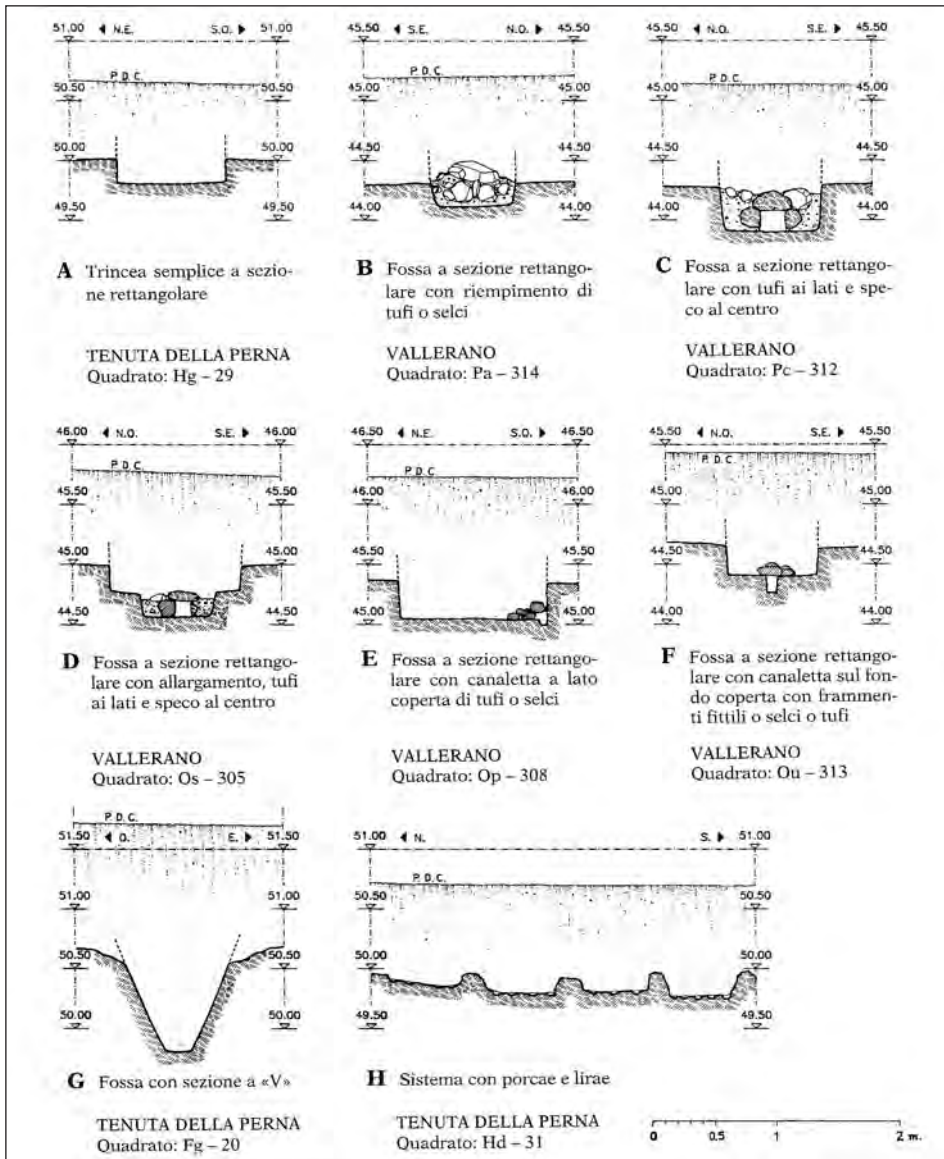 51.00 ◄ N.E. S.O. ► 51.00
P.D.C.
50.50 50.50
50.00 50.00
49.50 49.50
A Trincea semplice a sezio-
ne rettangolare
TENUTA DELLA PERNA
Quadrato: Hg – 29
45.50 ◄ S.E. N.O. ► 45.50
P.D.C.
45.00 45.00
44.50 44.50
44.00 44.00
B Fossa a sezione rettango-
lare con riempimento di
tufi o selci
VALLERANO
Quadrato: Pa – 314
45.50 ◄ N.O. S.E. ► 45.50
P.D.C.
45.00 45.00
44.50 44.50
44.00 44.00
C Fossa a sezione rettango-
lare con tufi ai lati e spe-
co al centro
VALLERANO
Quadrato: Pc – 312
46.00 ◄ N.O. S.E. ► 46.00
P.D.C.
45.50 45.50
45.00 45.00
44.50 44.50
D Fossa a sezione rettango-
lare con allargamento, tufi
ai lati e speco al centro
VALLERANO
Quadrato: Os – 305
46.50 ◄ N.E. S.O. ► 46.50
P.D.C.
46.00 46.00
45.50 45.50
45.00 45.00
E Fossa a sezione rettango-
lare con canaletta a lato
coperta di tufi o selci
VALLERANO
Quadrato: Op – 308
45.50 ◄ N.O. S.E. ► 45.50
P.D.C.
45.00 45.00
44.50 44.50
44.00 44.00
F Fossa a sezione rettango-
lare con canaletta sul fon-
do coperta con frammen-
ti fittili o selci o tufi
VALLERANO
Quadrato: Ou – 313
P.D.C.
51.50 ◄ O. E. ► 51.50
51.00 51.00
50.50 50.50
50.00 50.00
G Fossa con sezione a «V»
TENUTA DELLA PERNA
Quadrato: Fg – 20
51.00 ◄ N. S. ► 51.00
P.D.C.
50.50 50.50
50.00 50.00
49.50 49.50
H Sistema con porcae e lirae
TENUTA DELLA PERNA
Quadrato: Hd – 31
0 0.5 1 2 m.